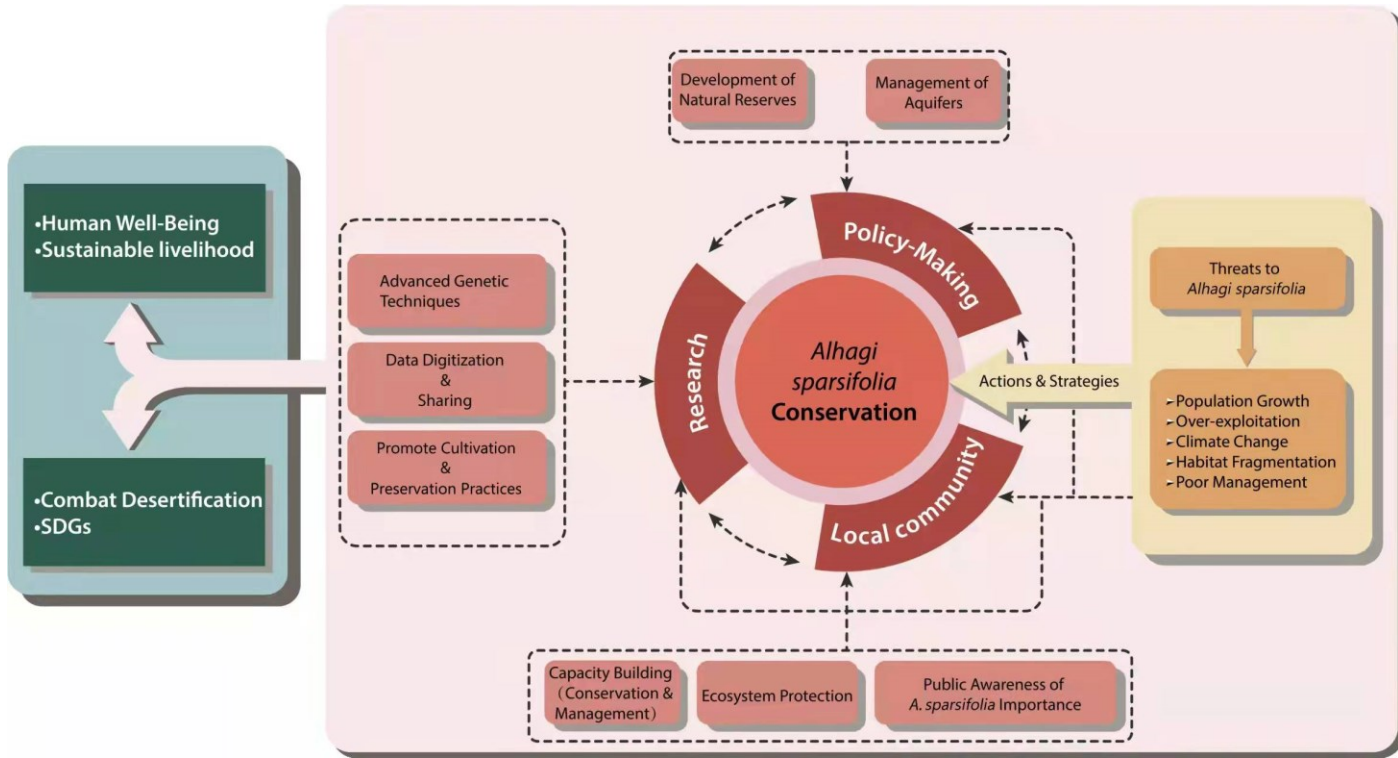 Development of
Natural Reserves
Management of
Aquifers
•Human Well-Being
•Sustainable livelihood
•Combat Desertification
•SDGs
Advanced Genetic
Techniques
Data Digitization
&
Sharing
Promote Cultivation
&
Preservation Practices
Research
Policy-Making
Local community
Alhagi
sparsifolia
Conservation
Actions & Strategies
Threats to
Alhagi sparsifolia
➢Population Growth
➢Over-exploitation
➢Climate Change
➢Habitat Fragmentation
➢Poor Management
Capacity Building
（Conservation &
Management）
Ecosystem Protection
Public Awareness of
A. sparsifolia Importance